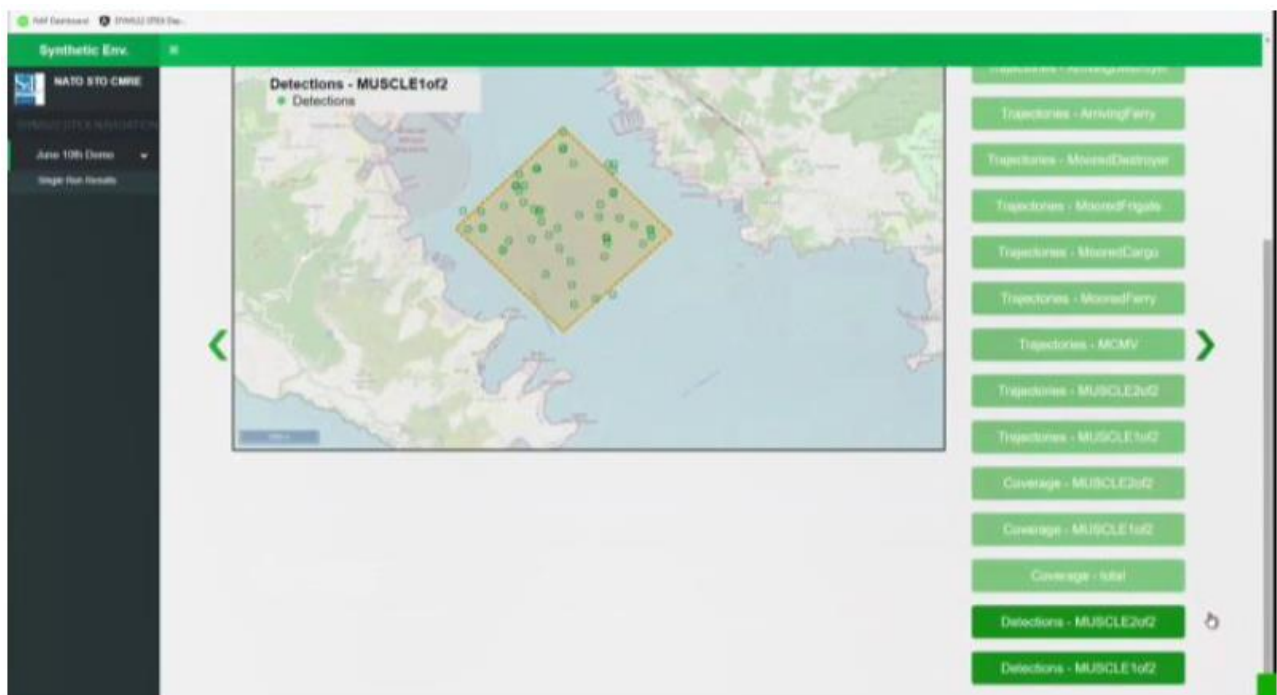 Synthetic Env.
NATO STO CMRE
June 10th Demo
Single Run Results
Detections - MUSCLE1of2
Detections
Trajectories - ArrivingFerry
Trajectories - MooredDestroyer
Trajectories - MooredFrigate
Trajectories - MooredCargo
Trajectories - MooredFerry
Trajectories - MCMV
Trajectories - MUSCLE2of2
Trajectories - MUSCLE1of2
Coverage - MUSCLE2of2
Coverage - MUSCLE1of2
Coverage - total
Detections - MUSCLE2of2
Detections - MUSCLE1of2